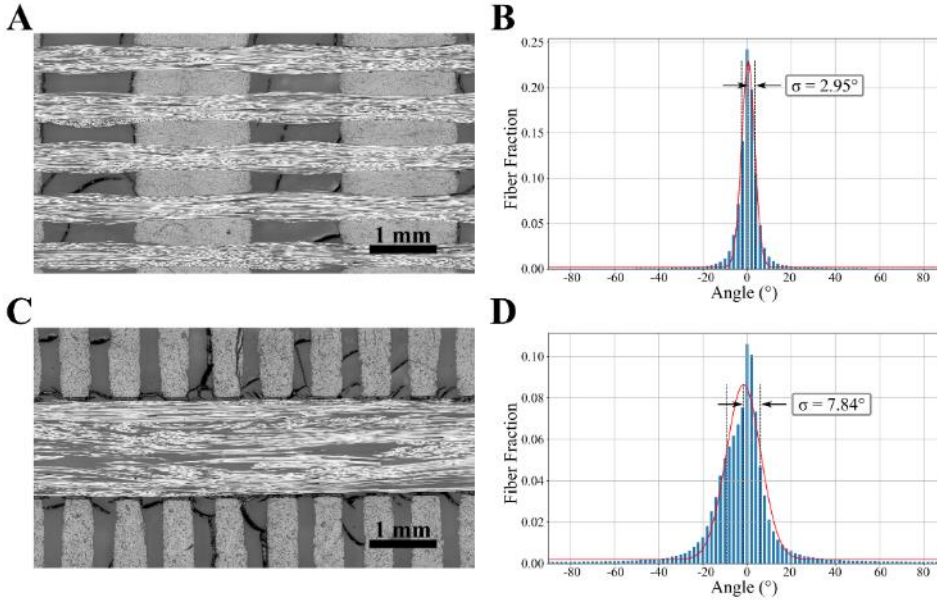 A
1 mm
B
0.25
0.20
0.15
0.10
0.05
0.00
Fiber Fraction
σ = 2.95°
-80 -60 -40 -20 0 20 40 60 80
Angle (°)
C
1 mm
D
0.10
0.08
0.06
0.04
0.02
0.00
Fiber Fraction
σ = 7.84°
-80 -60 -40 -20 0 20 40 60 80
Angle (°)